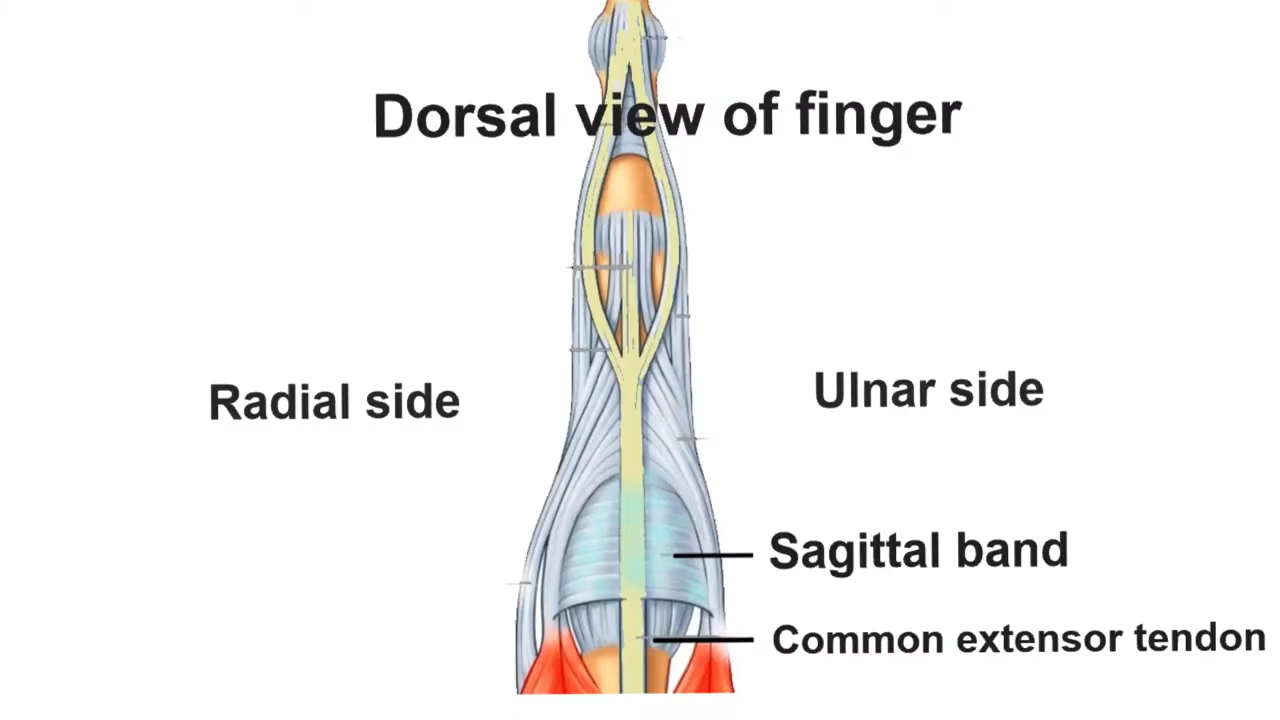 Dorsal view of finger
Radial side
Ulnar side
Sagittal band
Common extensor tendon